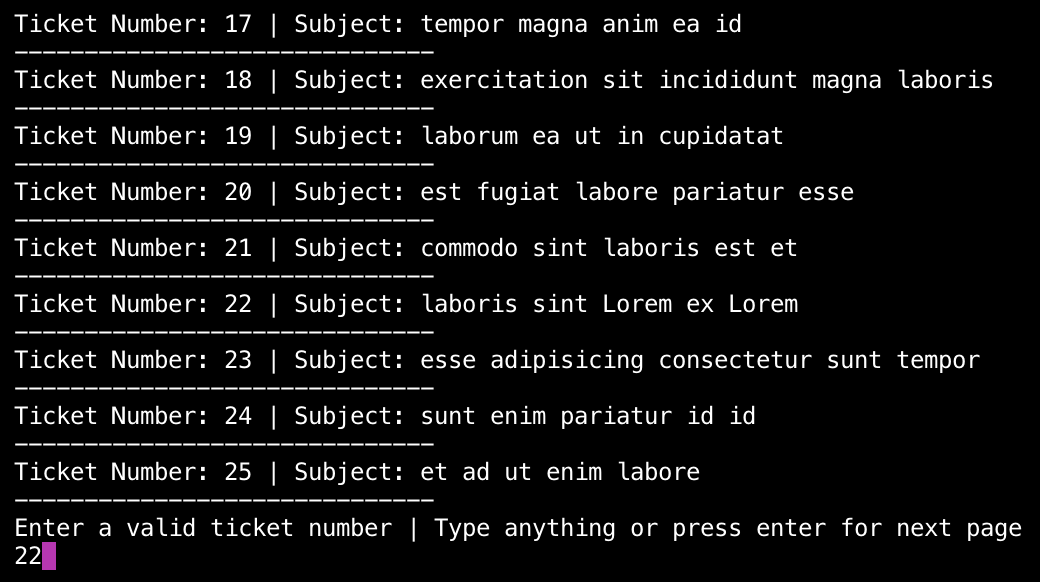 Ticket Number: 17 | Subject: tempor magna anim ea id
------------------------------
Ticket Number: 18 | Subject: exercitation sit incididunt magna laboris
------------------------------
Ticket Number: 19 | Subject: laborum ea ut in cupidatat
------------------------------
Ticket Number: 20 | Subject: est fugiat labore pariatur esse
------------------------------
Ticket Number: 21 | Subject: commodo sint laboris est et
------------------------------
Ticket Number: 22 | Subject: laboris sint Lorem ex Lorem
------------------------------
Ticket Number: 23 | Subject: esse adipisicing consectetur sunt tempor
------------------------------
Ticket Number: 24 | Subject: sunt enim pariatur id id
------------------------------
Ticket Number: 25 | Subject: et ad ut enim labore
------------------------------
Enter a valid ticket number | Type anything or press enter for next page
22